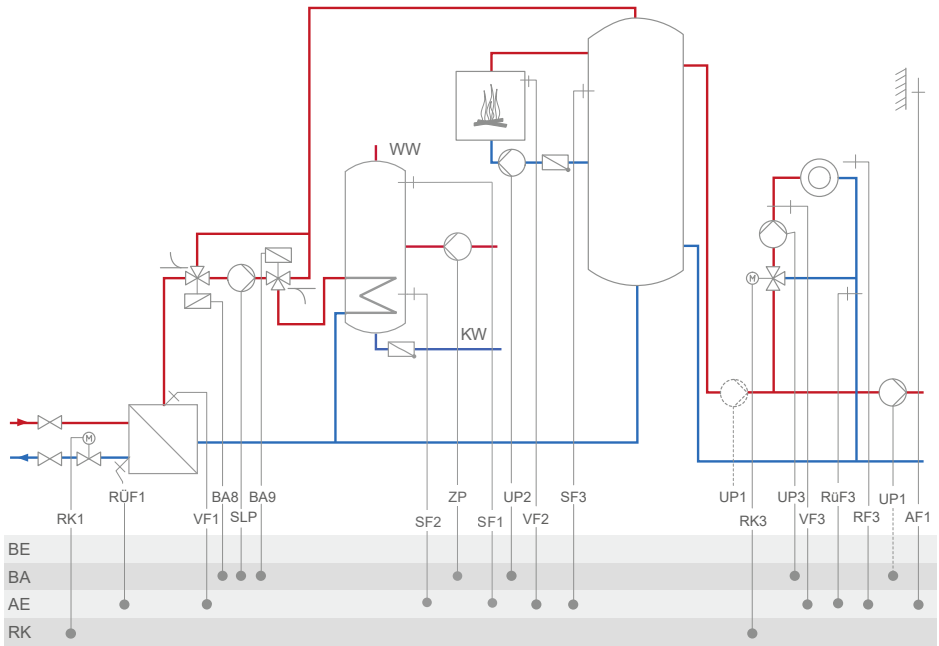 WW
KW
M
M
RÜF1
BA8
BA9
ZP
UP2
SF3
UP1
UP3
RüF3
UP1
RK1
VF1
SLP
SF2
SF1
VF2
RK3
VF3
RF3
AF1
BE
BA
AE
RK